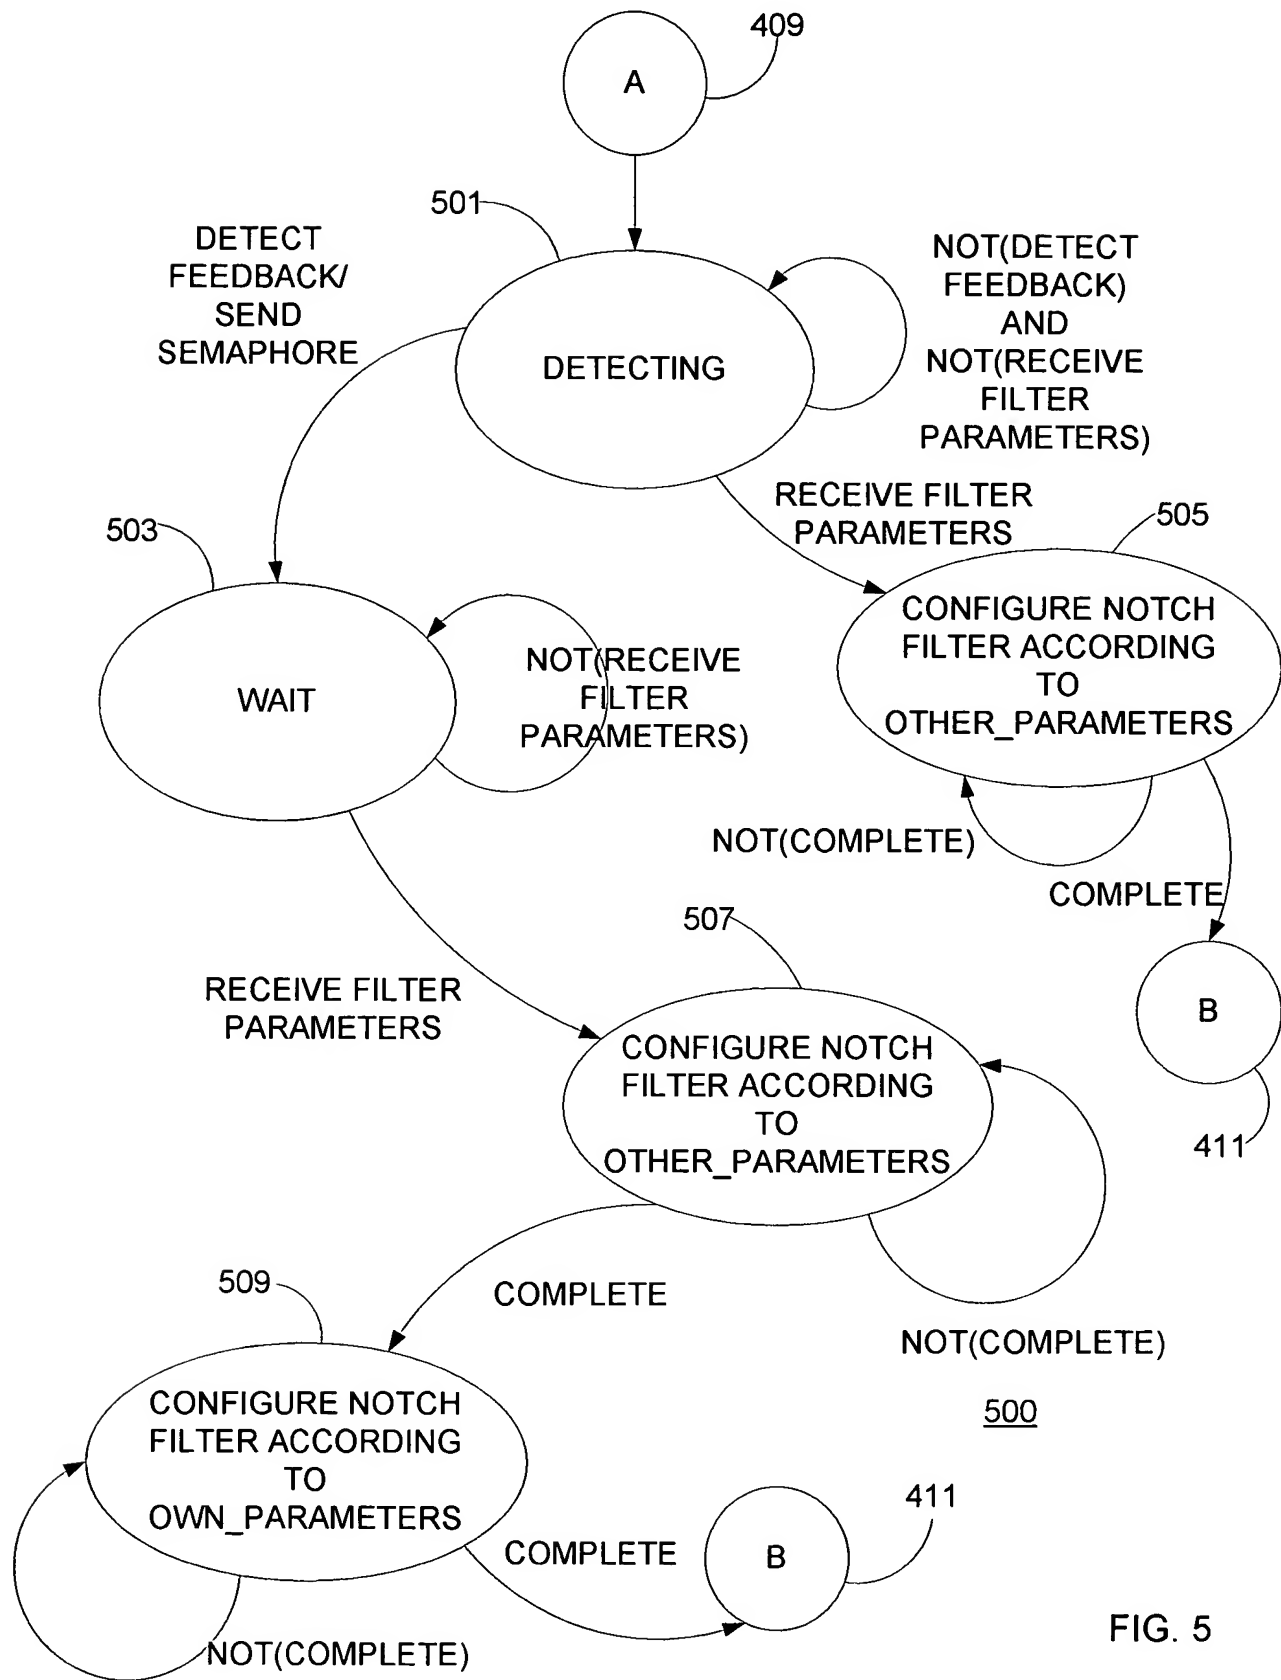 409
A
501
DETECT
FEEDBACK/
SEND
SEMAPHORE
NOT(DETECT
FEEDBACK)
AND
NOT(RECEIVE
FILTER
PARAMETERS)
DETECTING
RECEIVE FILTER
PARAMETERS
503
505
CONFIGURE NOTCH
FILTER ACCORDING
TO
OTHER_PARAMETERS
WAIT
NOT(RECEIVE
FILTER
PARAMETERS)
NOT(COMPLETE)
COMPLETE
507
RECEIVE FILTER
PARAMETERS
B
411
CONFIGURE NOTCH
FILTER ACCORDING
TO
OTHER_PARAMETERS
509
COMPLETE
NOT(COMPLETE)
500
CONFIGURE NOTCH
FILTER ACCORDING
TO
OWN_PARAMETERS
411
COMPLETE
B
NOT(COMPLETE)
FIG. 5